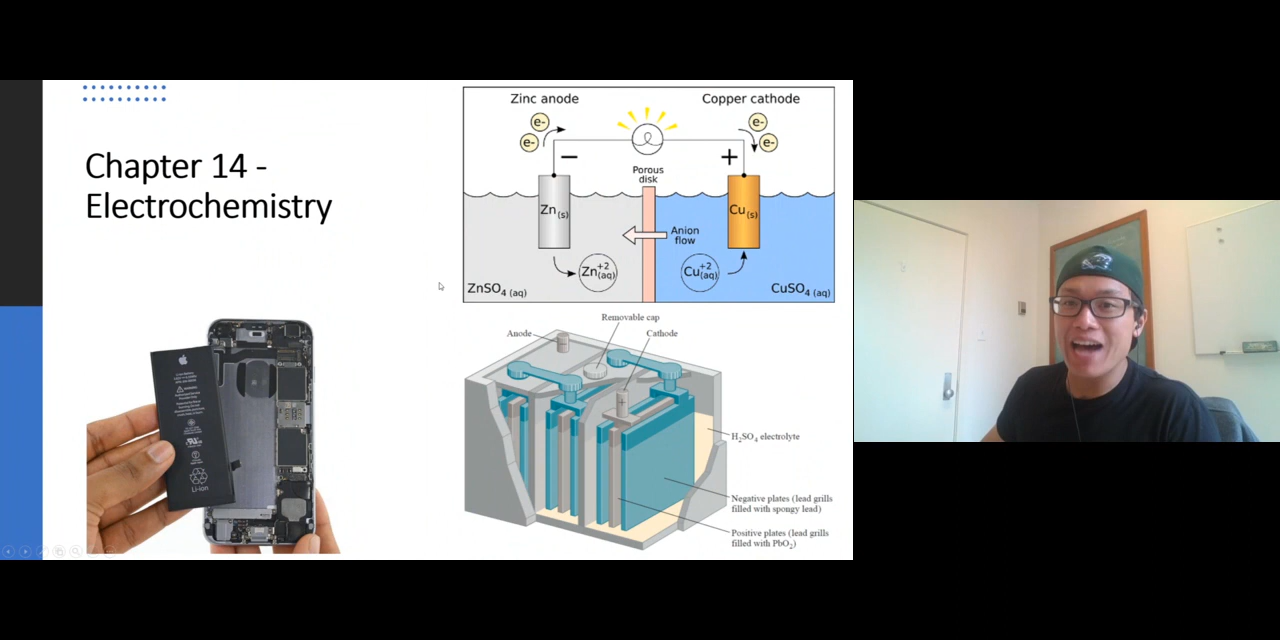 Chapter 14 -
Electrochemistry
Zinc anode
Copper cathode
e-
e-
e-
e-
−
+
Porous
disk
Zn(s)
Cu(s)
Anion
flow
Zn+2(aq)
Cu+2(aq)
ZnSO4 (aq)
CuSO4 (aq)
Removable cap
Anode
Cathode
H2SO4 electrolyte
Negative plates (lead grills
filled with spongy lead)
Positive plates (lead grills
filled with PbO2)
Li-ion